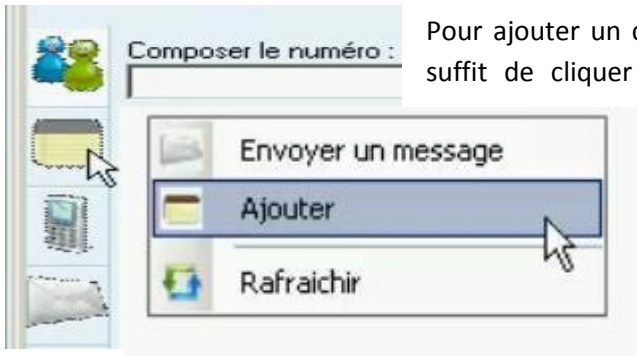 Pour ajouter un
suffit de cliquer
Composer le numéro :
Envoyer un message
Ajouter
Rafraichir